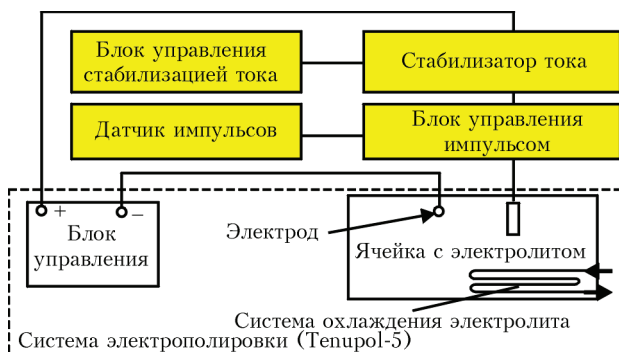 Блок управления
стабилизацией тока
Стабилизатор тока
Датчик импульсов
Блок управления
импульсом
+
–
Блок
управления
Электрод
Ячейка с электролитом
Система охлаждения электролита
Система электрополировки (Tenupol-5)